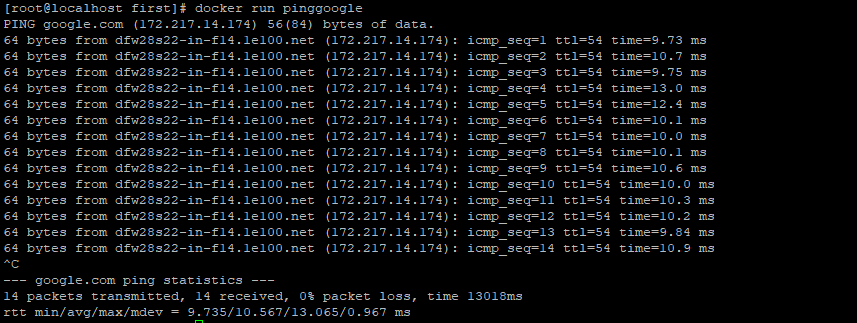 [root@localhost first]# docker run pinggoogle
PING google.com (172.217.14.174) 56(84) bytes of data.
64 bytes from dfw28s22-in-f14.1e100.net (172.217.14.174): icmp_seq=1 ttl=54 time=9.73 ms
64 bytes from dfw28s22-in-f14.1e100.net (172.217.14.174): icmp_seq=2 ttl=54 time=10.7 ms
64 bytes from dfw28s22-in-f14.1e100.net (172.217.14.174): icmp_seq=3 ttl=54 time=9.75 ms
64 bytes from dfw28s22-in-f14.1e100.net (172.217.14.174): icmp_seq=4 ttl=54 time=13.0 ms
64 bytes from dfw28s22-in-f14.1e100.net (172.217.14.174): icmp_seq=5 ttl=54 time=12.4 ms
64 bytes from dfw28s22-in-f14.1e100.net (172.217.14.174): icmp_seq=6 ttl=54 time=10.1 ms
64 bytes from dfw28s22-in-f14.1e100.net (172.217.14.174): icmp_seq=7 ttl=54 time=10.0 ms
64 bytes from dfw28s22-in-f14.1e100.net (172.217.14.174): icmp_seq=8 ttl=54 time=10.1 ms
64 bytes from dfw28s22-in-f14.1e100.net (172.217.14.174): icmp_seq=9 ttl=54 time=10.6 ms
64 bytes from dfw28s22-in-f14.1e100.net (172.217.14.174): icmp_seq=10 ttl=54 time=10.0 ms
64 bytes from dfw28s22-in-f14.1e100.net (172.217.14.174): icmp_seq=11 ttl=54 time=10.3 ms
64 bytes from dfw28s22-in-f14.1e100.net (172.217.14.174): icmp_seq=12 ttl=54 time=10.2 ms
64 bytes from dfw28s22-in-f14.1e100.net (172.217.14.174): icmp_seq=13 ttl=54 time=9.84 ms
64 bytes from dfw28s22-in-f14.1e100.net (172.217.14.174): icmp_seq=14 ttl=54 time=10.9 ms
^C
--- google.com ping statistics ---
14 packets transmitted, 14 received, 0% packet loss, time 13018ms
rtt min/avg/max/mdev = 9.735/10.567/13.065/0.967 ms